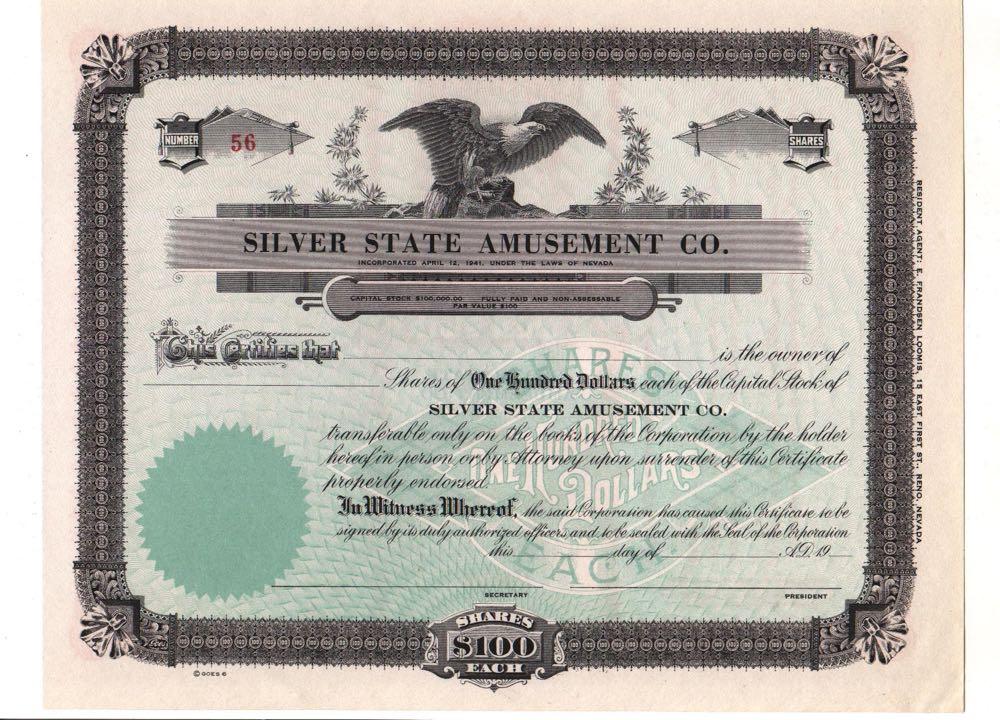 NUMBER
56
SHARES
SILVER STATE AMUSEMENT CO.
INCORPORATED APRIL 12, 1941, UNDER THE LAWS OF NEVADA
CAPITAL STOCK $100,000.00 FULLY PAID AND NON-ASSESSABLE
PAR VALUE $100
This Certifies that is the owner of
Shares of One Hundred Dollars each of the Capital Stock of
SILVER STATE AMUSEMENT CO.
transferable only on the books of the Corporation by the holder
hereof in person or by Attorney upon surrender of this Certificate
properly endorsed.
In Witness Whereof, the said Corporation has caused this Certificate to be
signed by its duly authorized officers and to be sealed with the Seal of the Corporation
this day of A.D. 19
SECRETARY
PRESIDENT
SHARES
ONE HUNDRED
DOLLARS
EACH
SHARES
$100
EACH
© GOES 6
RESIDENT AGENT: E. FRANDSEN LOOMIS, 15 EAST FIRST ST., RENO, NEVADA